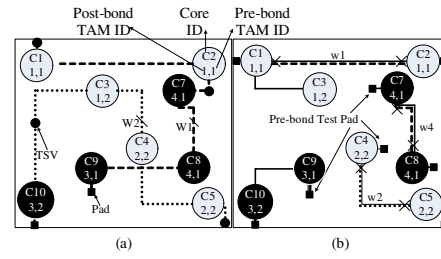 Post-bond
TAM ID
Core
ID
Pre-bond
TAM ID
C1
1,1
C2
1,1
C3
1,2
C7
4,1
W2
W1
C4
2,2
TSV
C9
3,1
C8
4,1
C10
3,2
Pad
C5
2,2
(a)
C1
1,1
w1
C2
1,1
C3
1,2
C7
4,1
Pre-bond Test Pad
w4
C4
2,2
C9
3,1
C8
4,1
C10
3,2
w2
C5
2,2
(b)